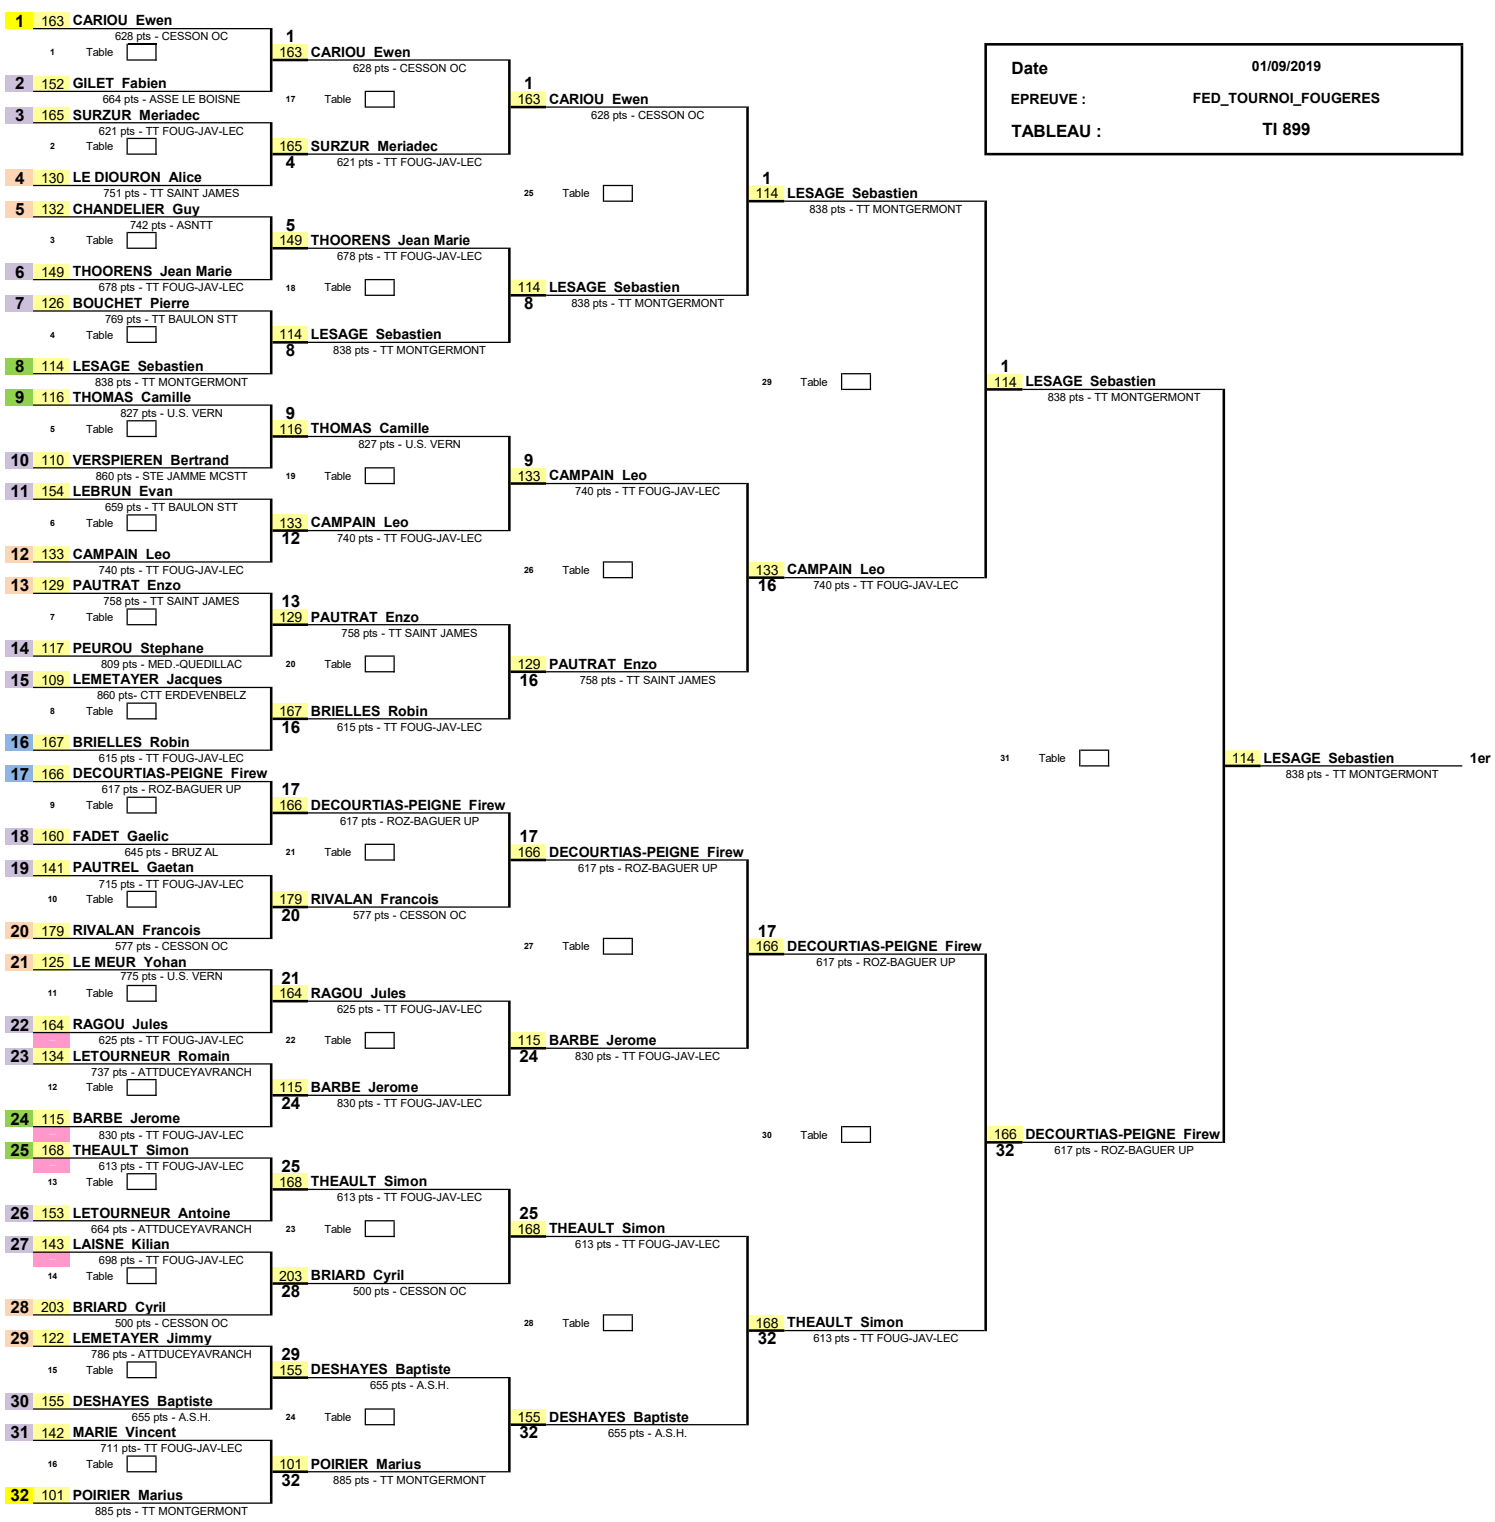 Date 01/09/2019
EPREUVE : FED_TOURNOI_FOUGERES
TABLEAU : TI 899
1 163 CARIOU Ewen
628 pts - CESSON OC
1 Table
2 152 GILET Fabien
664 pts - ASSE LE BOISNE
3 165 SURZUR Meriadec
621 pts - TT FOUG-JAV-LEC
2 Table
4 130 LE DIOURON Alice
751 pts - TT SAINT JAMES
5 132 CHANDELIER Guy
742 pts - ASNTT
3 Table
6 149 THOORENS Jean Marie
678 pts - TT FOUG-JAV-LEC
7 126 BOUCHET Pierre
769 pts - TT BAULON STT
4 Table
8 114 LESAGE Sebastien
838 pts - TT MONTGERMONT
9 116 THOMAS Camille
827 pts - U.S. VERN
5 Table
10 110 VERSPIEREN Bertrand
860 pts - STE JAMME MCSTT
11 154 LEBRUN Evan
659 pts - TT BAULON STT
6 Table
12 133 CAMPAIN Leo
740 pts - TT FOUG-JAV-LEC
13 129 PAUTRAT Enzo
758 pts - TT SAINT JAMES
7 Table
14 117 PEUROU Stephane
809 pts - MED.-QUEDILLAC
15 109 LEMETAYER Jacques
860 pts- CTT ERDEVENBELZ
8 Table
16 167 BRIELLES Robin
615 pts - TT FOUG-JAV-LEC
17 166 DECOURTIAS-PEIGNE Firew
617 pts - ROZ-BAGUER UP
9 Table
18 160 FADET Gaelic
645 pts - BRUZ AL
19 141 PAUTREL Gaetan
715 pts - TT FOUG-JAV-LEC
10 Table
20 179 RIVALAN Francois
577 pts - CESSON OC
21 125 LE MEUR Yohan
775 pts - U.S. VERN
11 Table
22 164 RAGOU Jules
625 pts - TT FOUG-JAV-LEC
23 134 LETOURNEUR Romain
737 pts - ATTDUCEYAVRANCH
12 Table
24 115 BARBE Jerome
830 pts - TT FOUG-JAV-LEC
25 168 THEAULT Simon
613 pts - TT FOUG-JAV-LEC
13 Table
26 153 LETOURNEUR Antoine
664 pts - ATTDUCEYAVRANCH
27 143 LAISNE Kilian
698 pts - TT FOUG-JAV-LEC
14 Table
28 203 BRIARD Cyril
500 pts - CESSON OC
29 122 LEMETAYER Jimmy
786 pts - ATTDUCEYAVRANCH
15 Table
30 155 DESHAYES Baptiste
655 pts - A.S.H.
31 142 MARIE Vincent
711 pts- TT FOUG-JAV-LEC
16 Table
32 101 POIRIER Marius
885 pts - TT MONTGERMONT
1
163 CARIOU Ewen
628 pts - CESSON OC
17 Table
165 SURZUR Meriadec
4 621 pts - TT FOUG-JAV-LEC
5
149 THOORENS Jean Marie
678 pts - TT FOUG-JAV-LEC
18 Table
114 LESAGE Sebastien
8 838 pts - TT MONTGERMONT
9
116 THOMAS Camille
827 pts - U.S. VERN
19 Table
133 CAMPAIN Leo
12 740 pts - TT FOUG-JAV-LEC
13
129 PAUTRAT Enzo
758 pts - TT SAINT JAMES
20 Table
167 BRIELLES Robin
16 615 pts - TT FOUG-JAV-LEC
17
166 DECOURTIAS-PEIGNE Firew
617 pts - ROZ-BAGUER UP
21 Table
179 RIVALAN Francois
20 577 pts - CESSON OC
21
164 RAGOU Jules
625 pts - TT FOUG-JAV-LEC
22 Table
115 BARBE Jerome
24 830 pts - TT FOUG-JAV-LEC
25
168 THEAULT Simon
613 pts - TT FOUG-JAV-LEC
23 Table
203 BRIARD Cyril
28 500 pts - CESSON OC
29
155 DESHAYES Baptiste
655 pts - A.S.H.
24 Table
101 POIRIER Marius
32 885 pts - TT MONTGERMONT
1
163 CARIOU Ewen
628 pts - CESSON OC
25 Table
114 LESAGE Sebastien
8 838 pts - TT MONTGERMONT
9
133 CAMPAIN Leo
740 pts - TT FOUG-JAV-LEC
26 Table
129 PAUTRAT Enzo
16 758 pts - TT SAINT JAMES
17
166 DECOURTIAS-PEIGNE Firew
617 pts - ROZ-BAGUER UP
27 Table
115 BARBE Jerome
24 830 pts - TT FOUG-JAV-LEC
25
168 THEAULT Simon
613 pts - TT FOUG-JAV-LEC
28 Table
155 DESHAYES Baptiste
32 655 pts - A.S.H.
1
114 LESAGE Sebastien
838 pts - TT MONTGERMONT
29 Table
133 CAMPAIN Leo
16 740 pts - TT FOUG-JAV-LEC
17
166 DECOURTIAS-PEIGNE Firew
617 pts - ROZ-BAGUER UP
30 Table
168 THEAULT Simon
32 613 pts - TT FOUG-JAV-LEC
1
114 LESAGE Sebastien
838 pts - TT MONTGERMONT
31 Table
166 DECOURTIAS-PEIGNE Firew
32 617 pts - ROZ-BAGUER UP
114 LESAGE Sebastien 1er
838 pts - TT MONTGERMONT